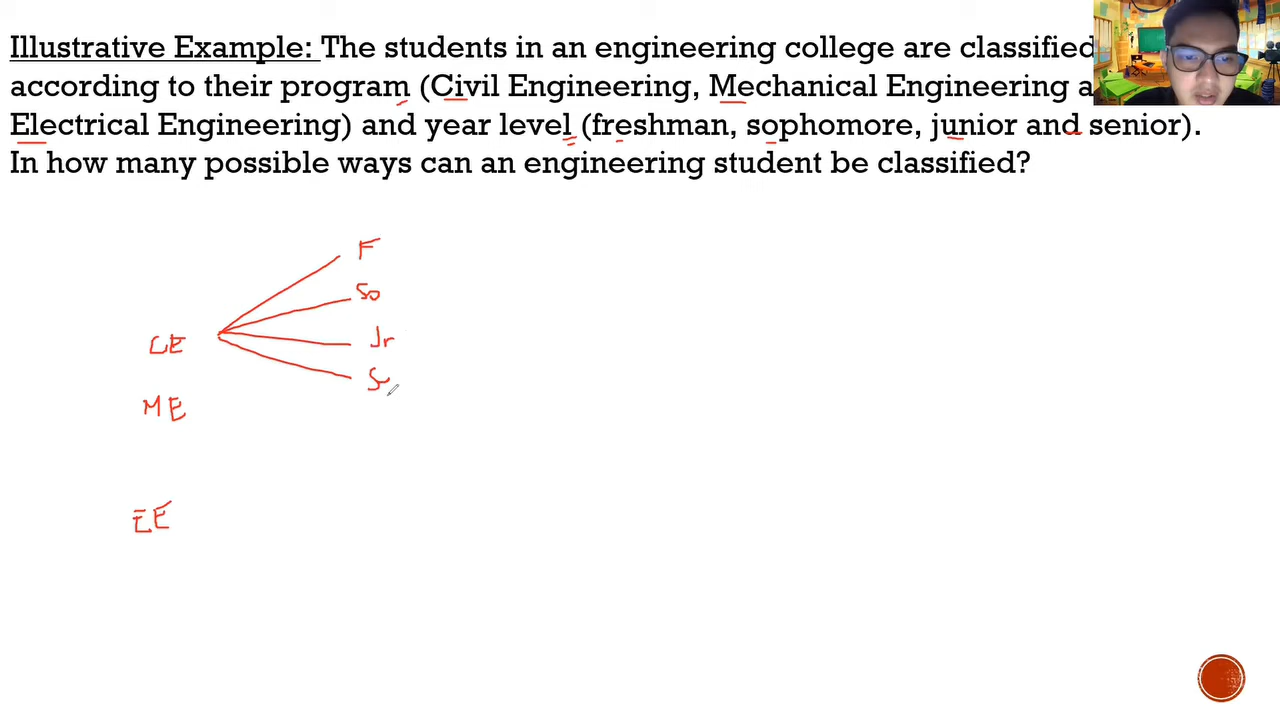 Illustrative Example: The students in an engineering college are classified
according to their program (Civil Engineering, Mechanical Engineering a
Electrical Engineering) and year level (freshman, sophomore, junior and senior).
In how many possible ways can an engineering student be classified?
F
So
CE
Jr
ME
EE